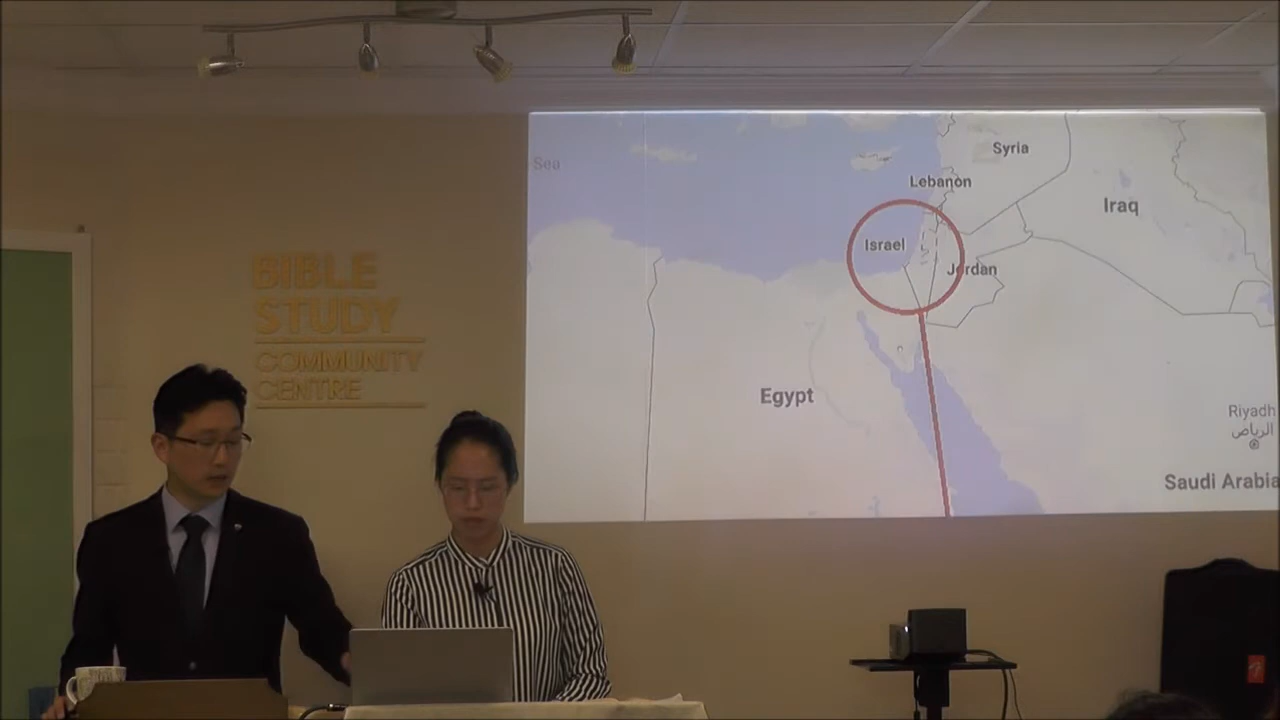 BIBLE
STUDY
COMMUNITY
CENTRE
Sea
Syria
Lebanon
Iraq
Israel
Jordan
Egypt
Riyadh
الرياض
Saudi Arabia